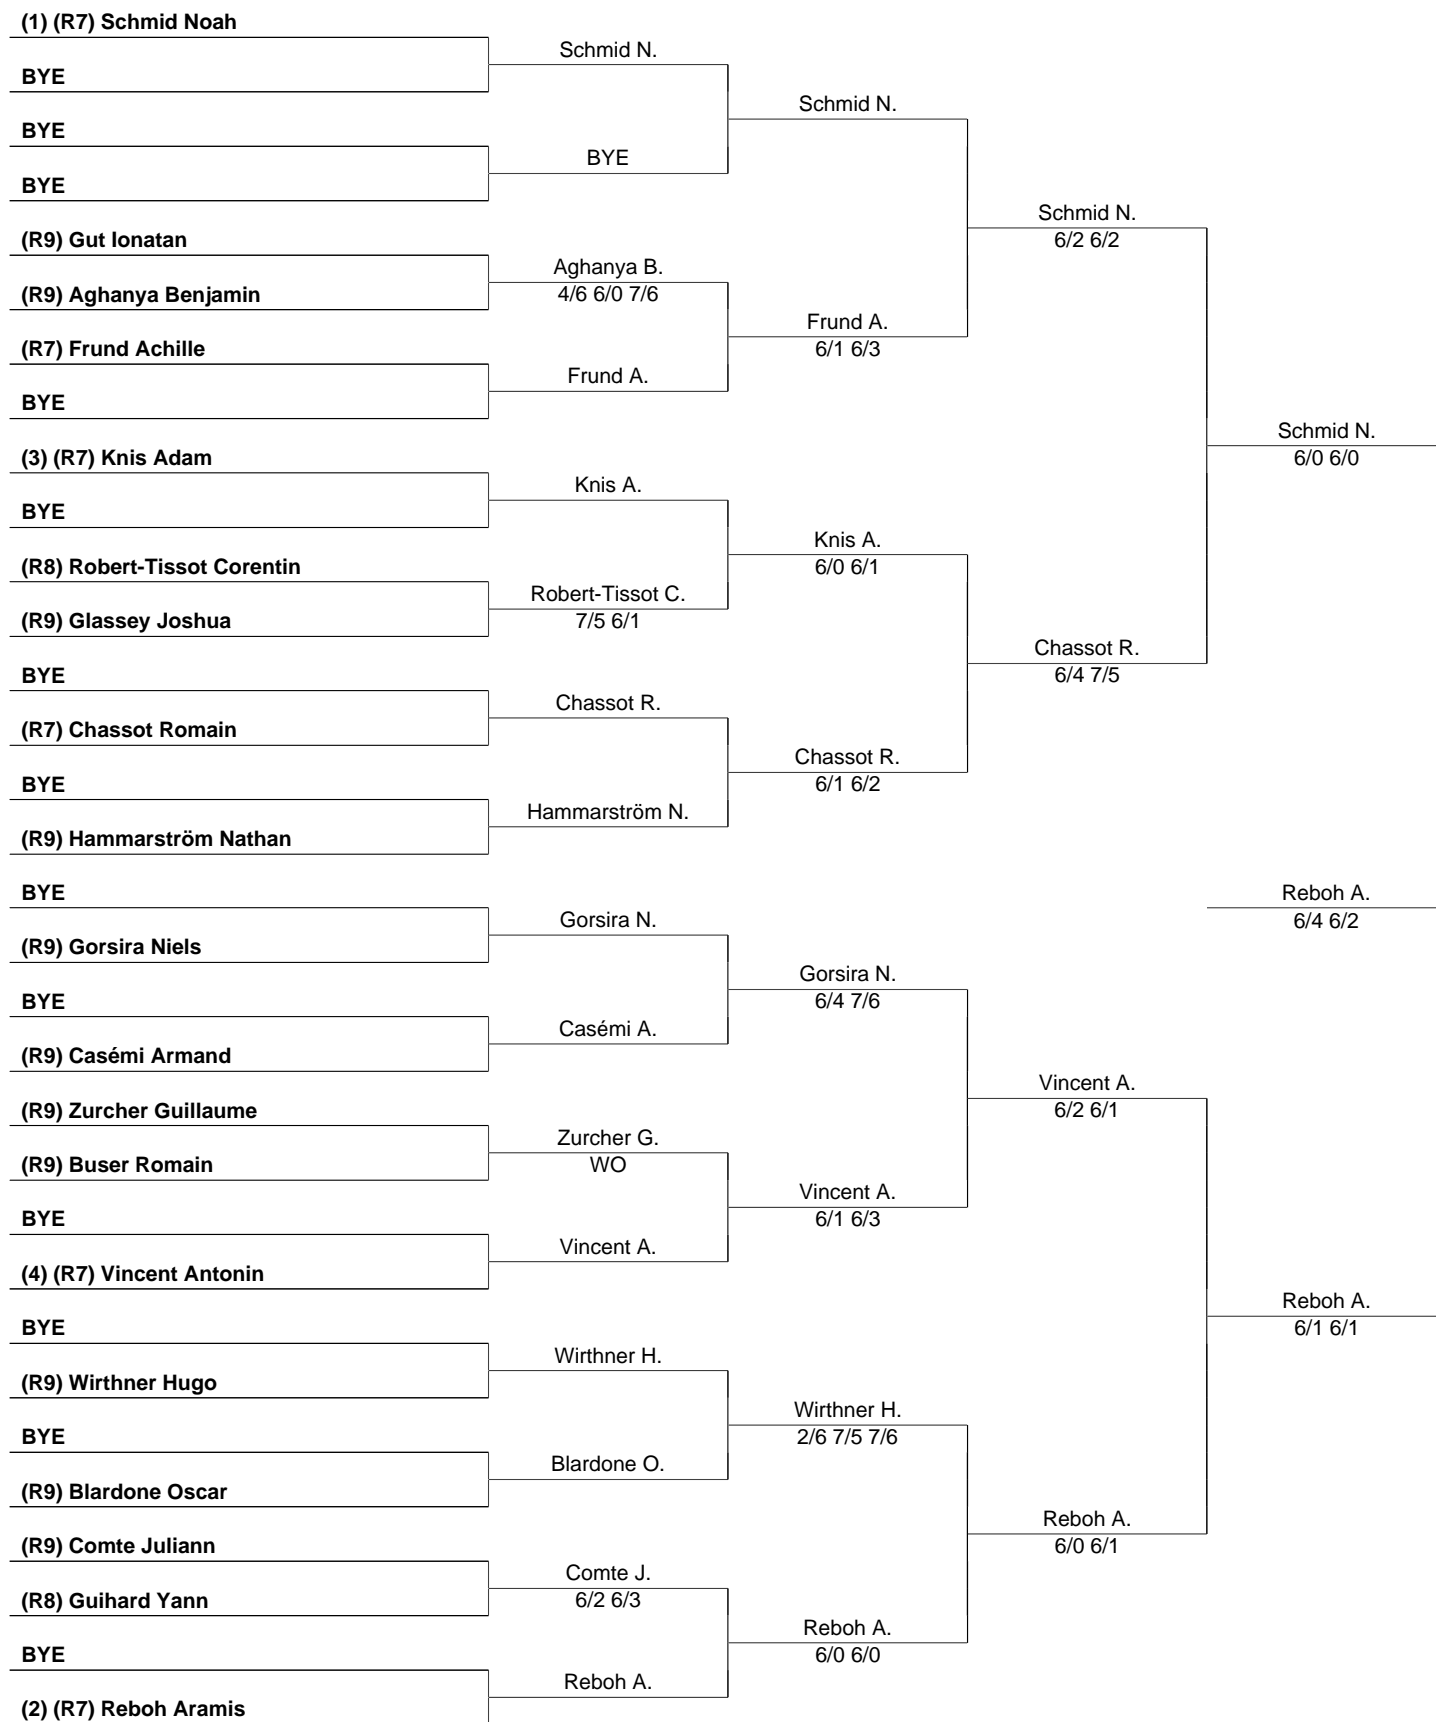 (1) (R7) Schmid Noah
Schmid N.
BYE
Schmid N.
BYE
BYE
BYE
Schmid N.
6/2 6/2
(R9) Gut Ionatan
Aghanya B.
4/6 6/0 7/6
(R9) Aghanya Benjamin
Frund A.
6/1 6/3
(R7) Frund Achille
Frund A.
BYE
Schmid N.
6/0 6/0
(3) (R7) Knis Adam
Knis A.
BYE
Knis A.
6/0 6/1
(R8) Robert-Tissot Corentin
Robert-Tissot C.
7/5 6/1
(R9) Glassey Joshua
Chassot R.
6/4 7/5
BYE
Chassot R.
(R7) Chassot Romain
Chassot R.
6/1 6/2
BYE
Hammarström N.
(R9) Hammarström Nathan
BYE
Reboh A.
6/4 6/2
Gorsira N.
(R9) Gorsira Niels
Gorsira N.
6/4 7/6
BYE
Casémi A.
(R9) Casémi Armand
Vincent A.
6/2 6/1
(R9) Zurcher Guillaume
Zurcher G.
WO
(R9) Buser Romain
Vincent A.
6/1 6/3
BYE
Vincent A.
(4) (R7) Vincent Antonin
Reboh A.
6/1 6/1
BYE
Wirthner H.
(R9) Wirthner Hugo
Wirthner H.
2/6 7/5 7/6
BYE
Blardone O.
(R9) Blardone Oscar
Reboh A.
6/0 6/1
(R9) Comte Juliann
Comte J.
6/2 6/3
(R8) Guihard Yann
Reboh A.
6/0 6/0
BYE
Reboh A.
(2) (R7) Reboh Aramis